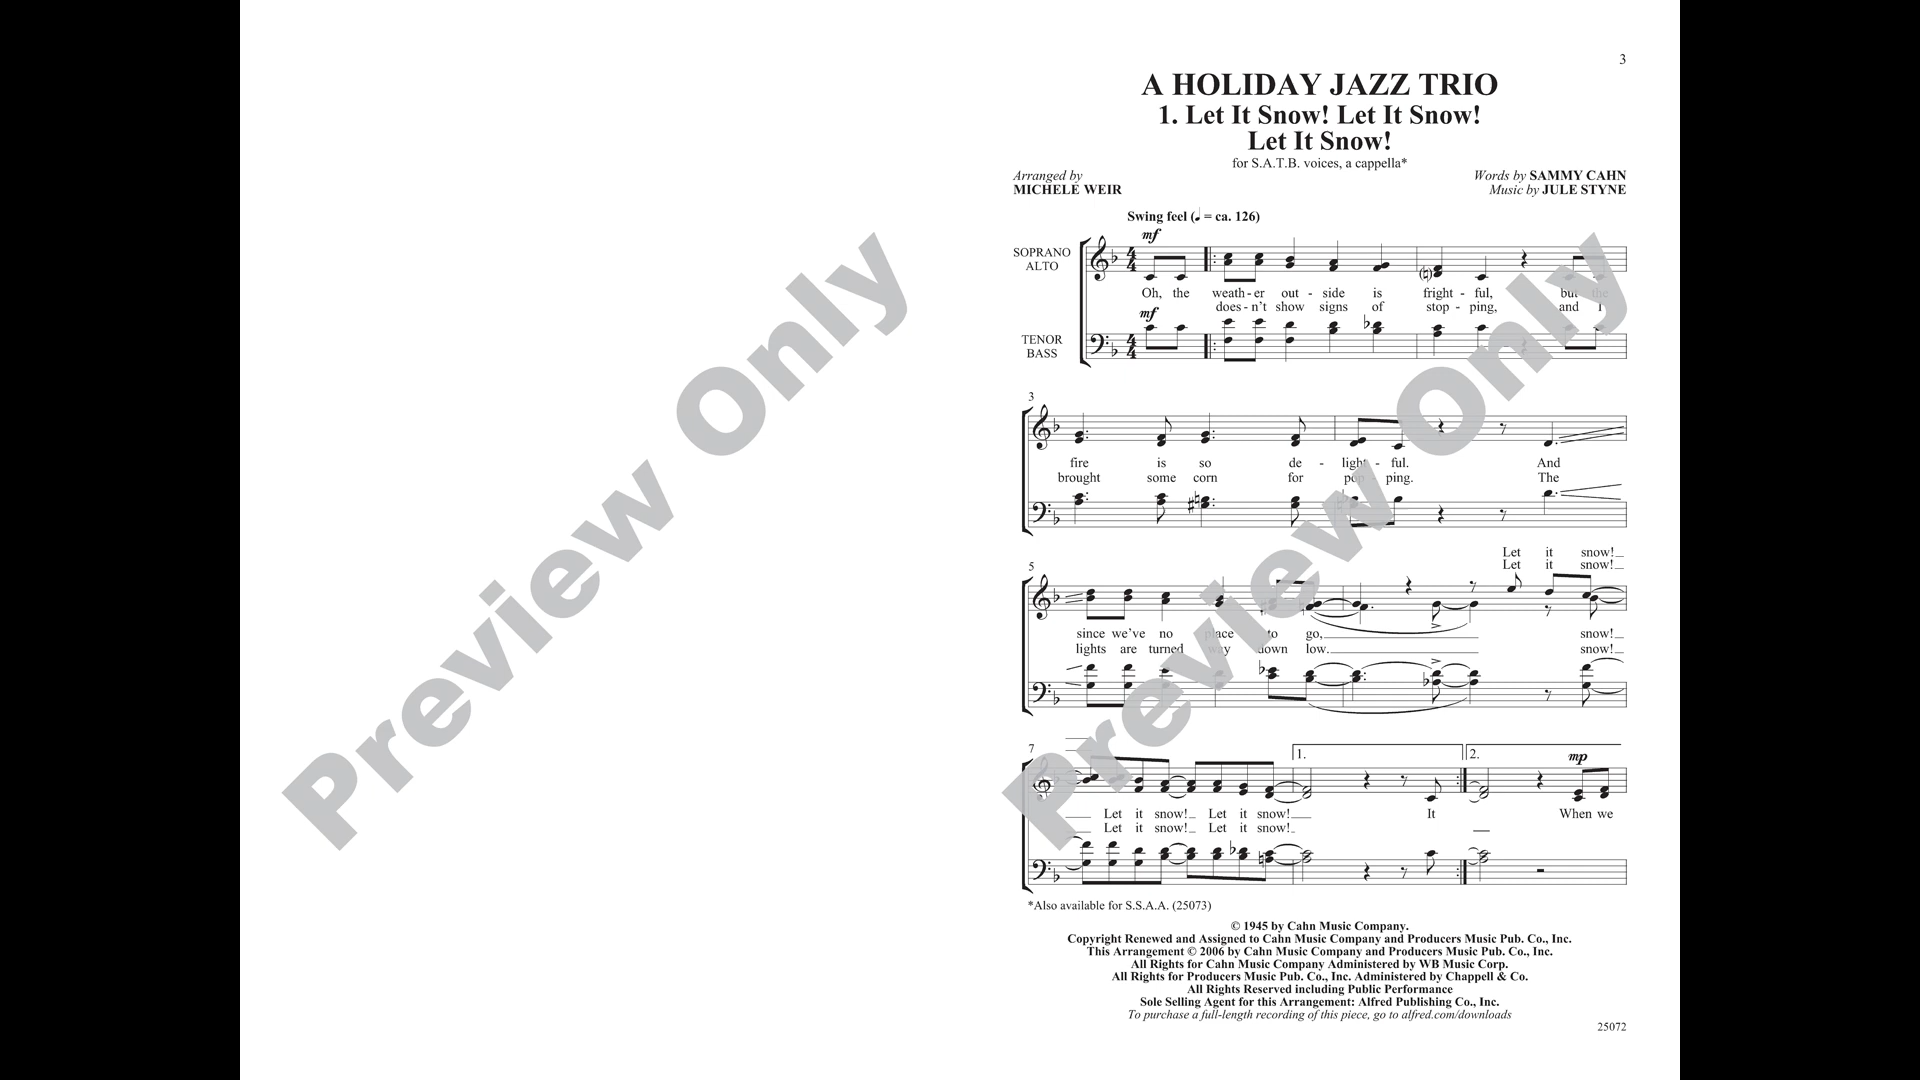 3
A HOLIDAY JAZZ TRIO
1. Let It Snow! Let It Snow!
Let It Snow!
for S.A.T.B. voices, a cappella*
Arranged by
MICHELE WEIR
Words by SAMMY CAHN
Music by JULE STYNE
Swing feel (♩ = ca. 126)
mf
SOPRANO
ALTO
Oh, the weath - er out - side is fright - ful, but the
does - n't show signs of stop - ping, and I
mf
TENOR
BASS
3
fire is so de - light - ful. And
brought some corn for pop - ping. The
Let it snow!
Let it snow!
5
since we've no place to go, snow!
lights are turned way down low. snow!
7
1.
2.
mp
Let it snow! Let it snow! It When we
Let it snow! Let it snow!
*Also available for S.S.A.A. (25073)
© 1945 by Cahn Music Company.
Copyright Renewed and Assigned to Cahn Music Company and Producers Music Pub. Co., Inc.
This Arrangement © 2006 by Cahn Music Company and Producers Music Pub. Co., Inc.
All Rights for Cahn Music Company Administered by WB Music Corp.
All Rights for Producers Music Pub. Co., Inc. Administered by Chappell & Co.
All Rights Reserved including Public Performance
Sole Selling Agent for this Arrangement: Alfred Publishing Co., Inc.
To purchase a full-length recording of this piece, go to alfred.com/downloads
25072
Preview Only
Preview Only